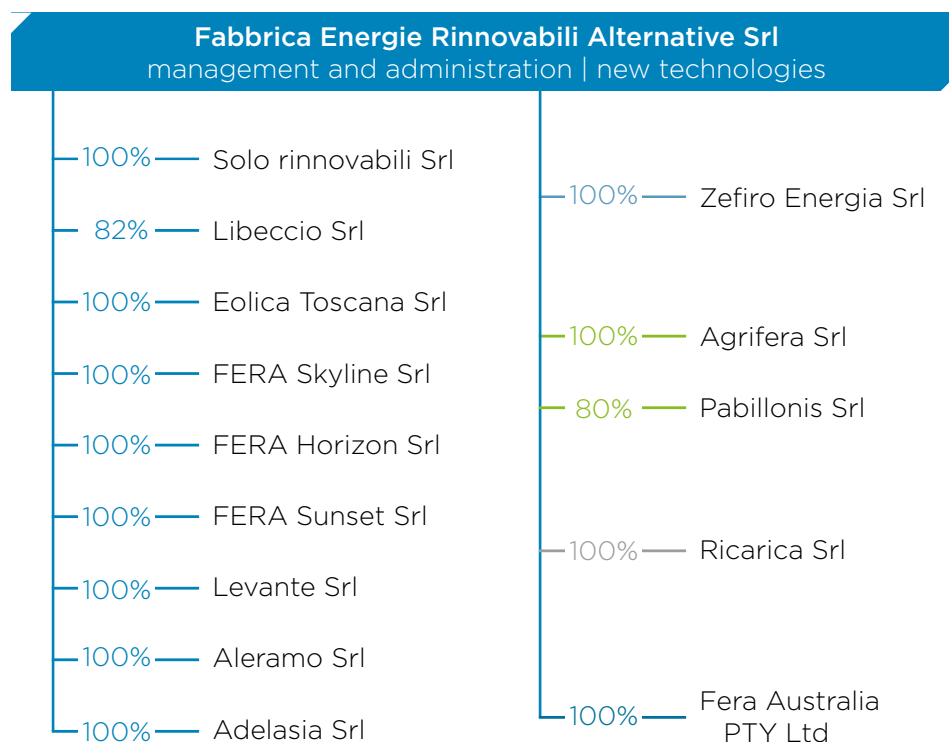 Fabbrica Energie Rinnovabili Alternative Srl
management and administration | new technologies
100% Solo rinnovabili Srl
82% Libeccio Srl
100% Eolica Toscana Srl
100% FERA Skyline Srl
100% FERA Horizon Srl
100% FERA Sunset Srl
100% Levante Srl
100% Aleramo Srl
100% Adelasia Srl
100% Zefiro Energia Srl
100% Agrifera Srl
80% Pabillonis Srl
100% Ricarica Srl
100% Fera Australia
PTY Ltd